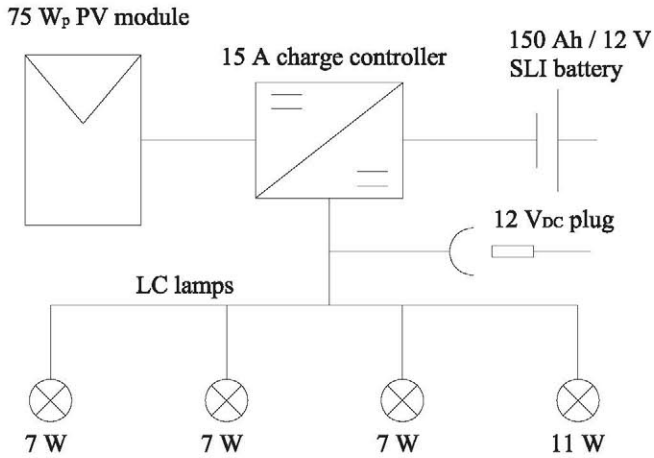 75 Wp PV module
15 A charge controller
150 Ah / 12 V
SLI battery
12 VDC plug
LC lamps
7 W
7 W
7 W
11 W